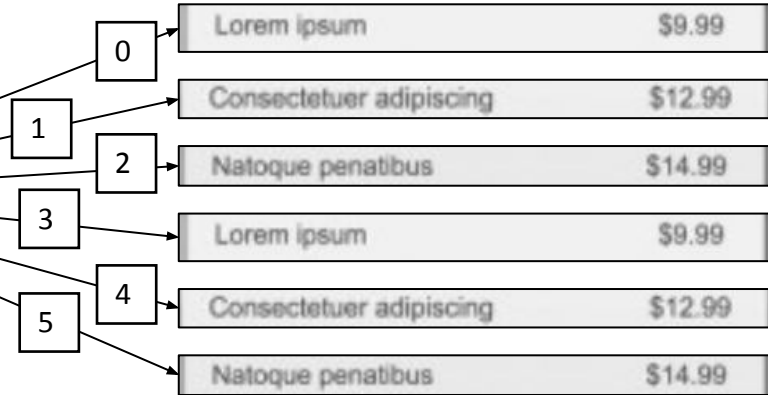 0 Lorem ipsum $9.99
1 Consectetuer adipiscing $12.99
2 Natoque penatibus $14.99
3 Lorem ipsum $9.99
4 Consectetuer adipiscing $12.99
5 Natoque penatibus $14.99